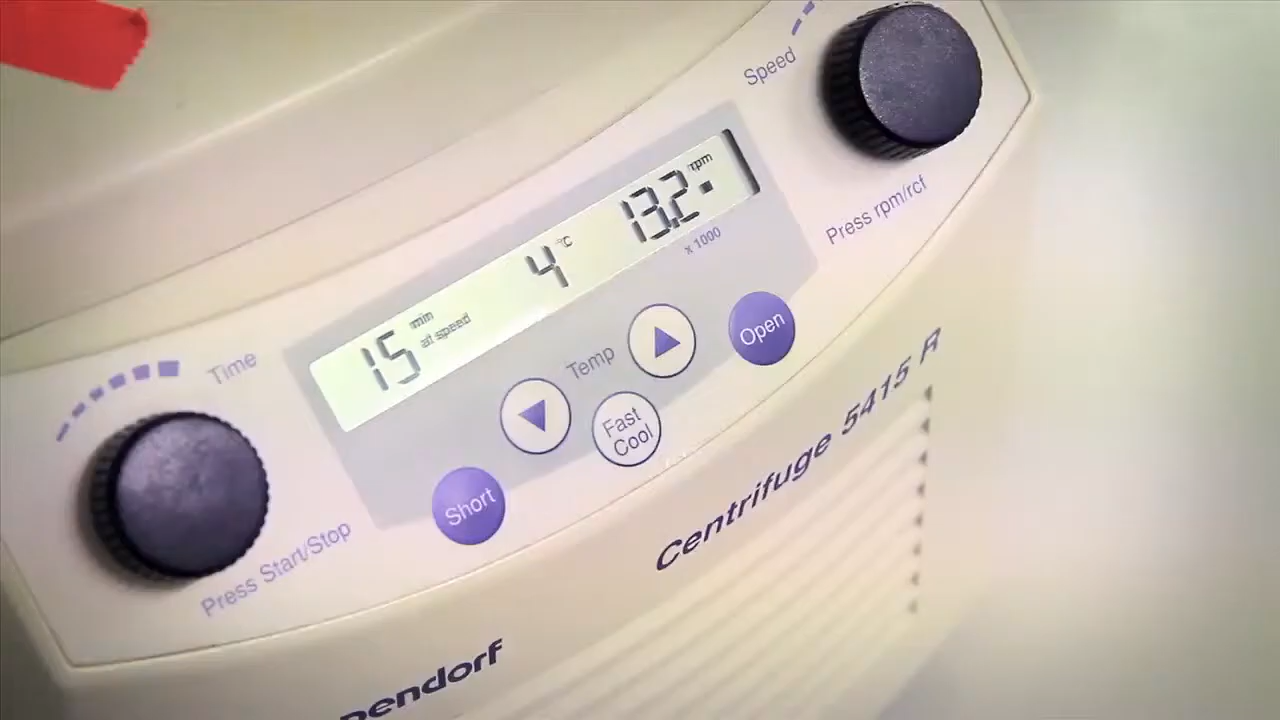 Speed
Press rpm/rcf
15 min at speed 4 °C 13.2 rpm
x 1000
Time
Temp
Open
Fast
Cool
Short
Press Start/Stop
Centrifuge 5415 R
pendorf